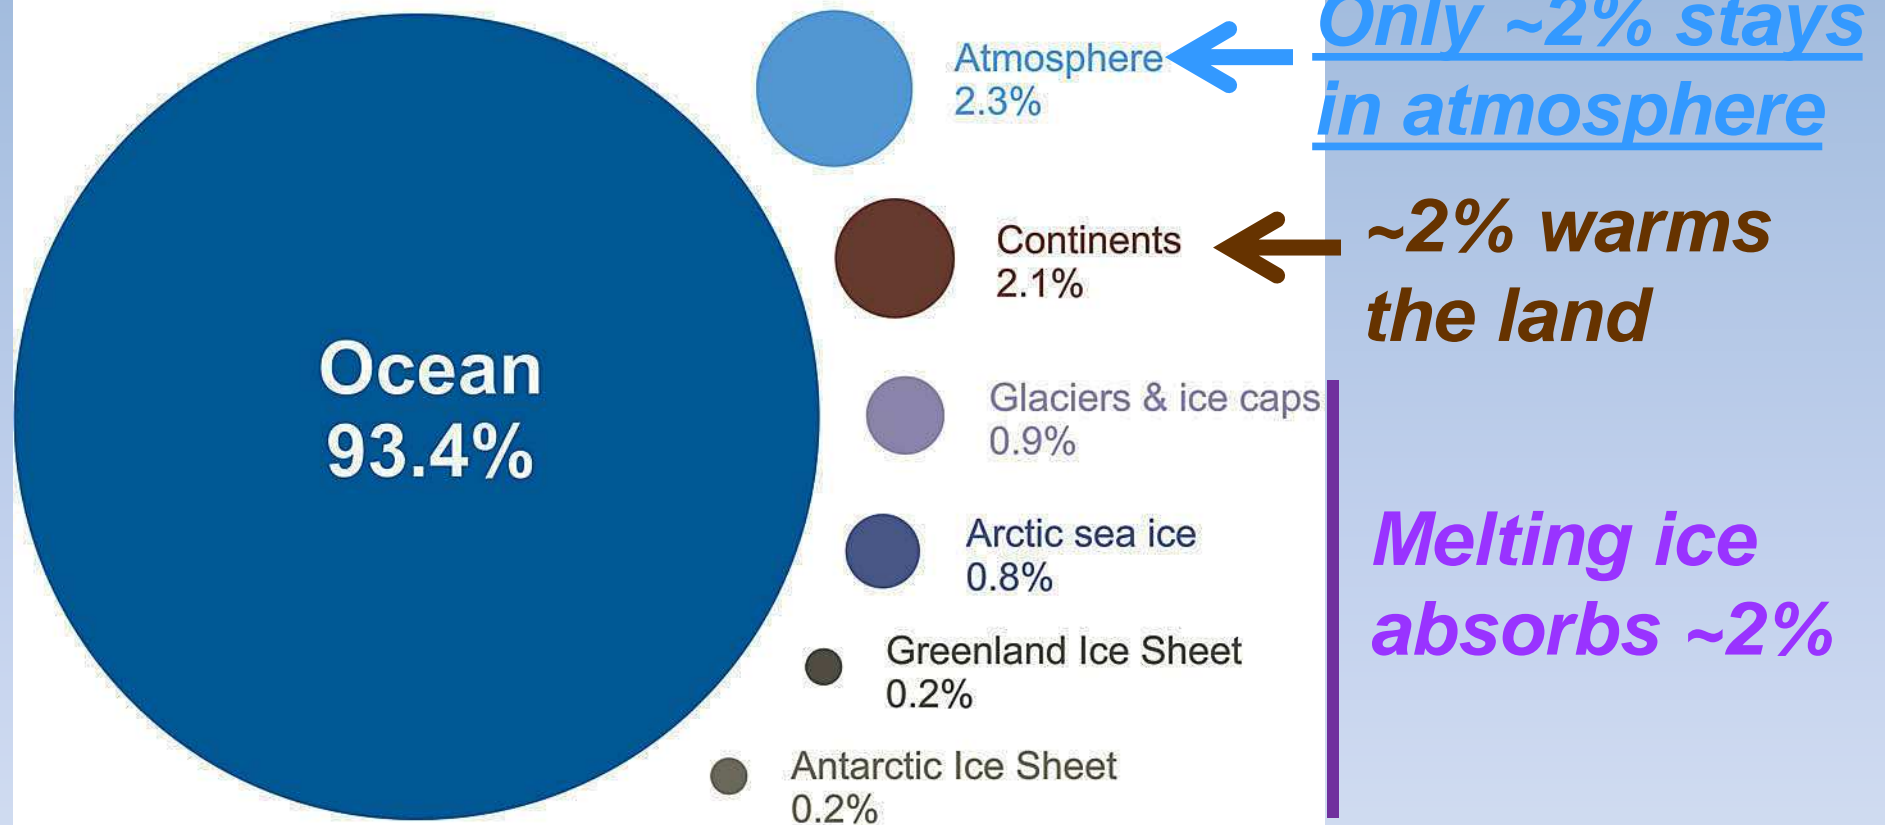 Ocean
93.4%
Atmosphere
2.3%
Only ~2% stays
in atmosphere
Continents
2.1%
~2% warms
the land
Glaciers & ice caps
0.9%
Arctic sea ice
0.8%
Greenland Ice Sheet
0.2%
Antarctic Ice Sheet
0.2%
Melting ice
absorbs ~2%